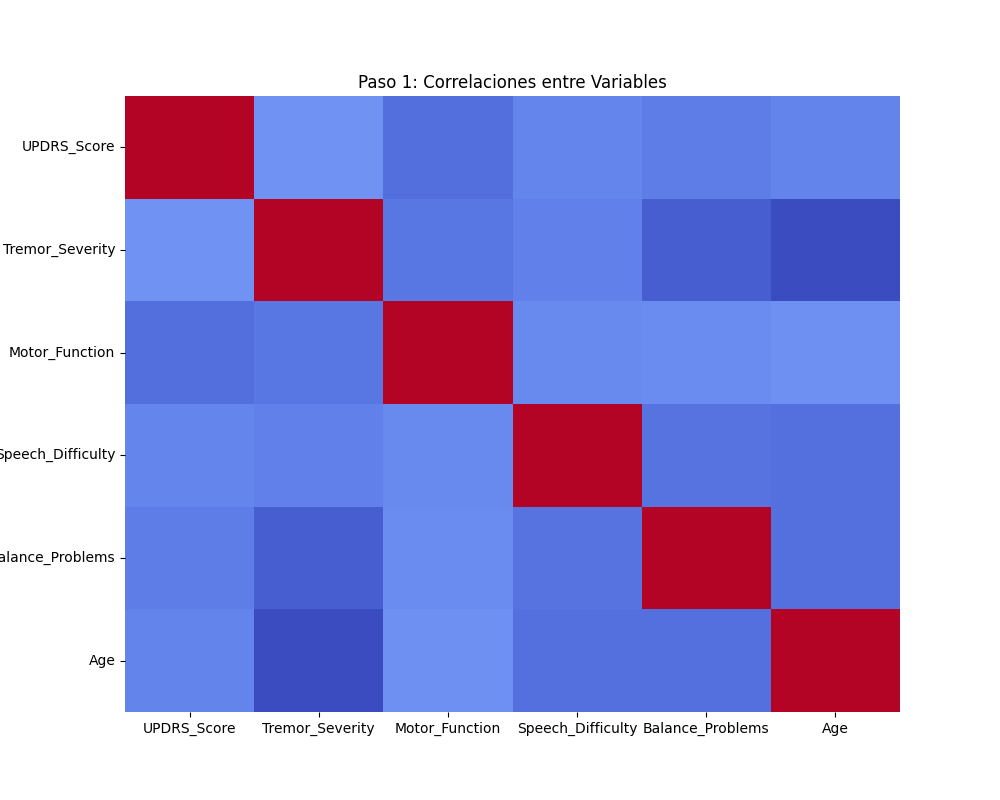 Paso 1: Correlaciones entre Variables
UPDRS_Score
Tremor_Severity
Motor_Function
Speech_Difficulty
alance_Problems
Age
UPDRS_Score Tremor_Severity Motor_Function Speech_Difficulty Balance_Problems Age